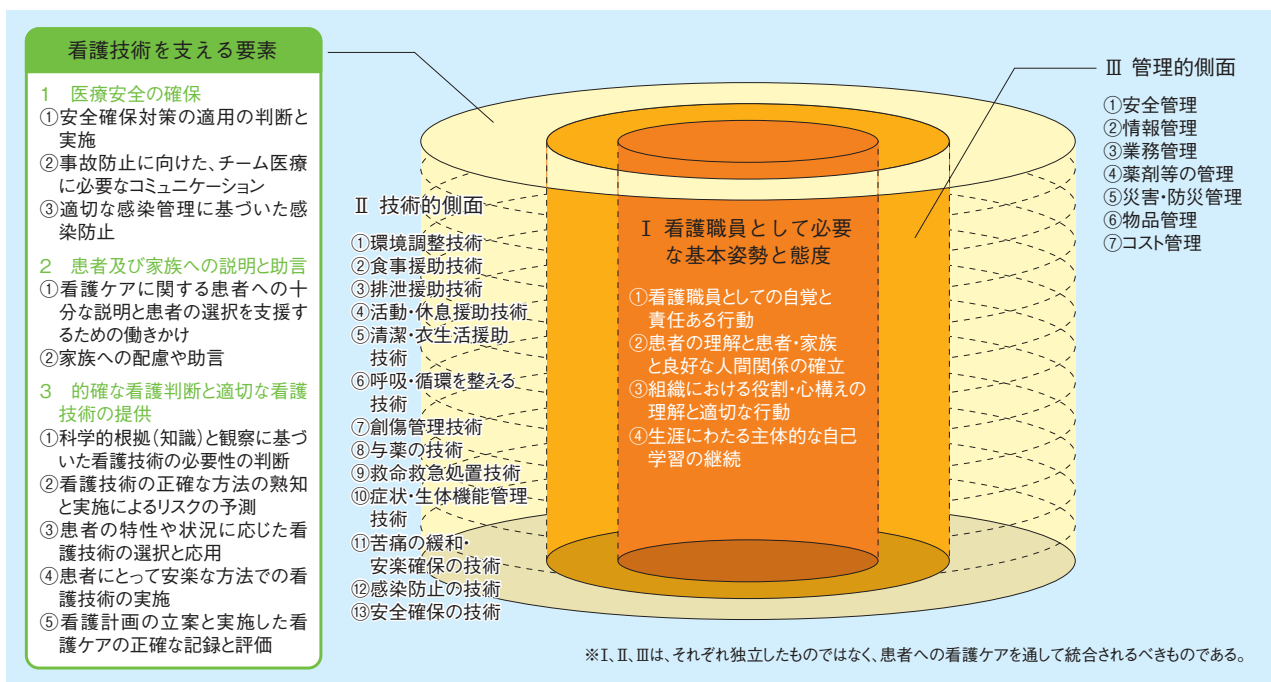 看護技術を支える要素
1 医療安全の確保
①安全確保対策の適用の判断と
実施
②事故防止に向けた、チーム医療
に必要なコミュニケーション
③適切な感染管理に基づいた感
染防止
2 患者及び家族への説明と助言
①看護ケアに関する患者への十
分な説明と患者の選択を支援す
るための働きかけ
②家族への配慮や助言
3 的確な看護判断と適切な看護
技術の提供
①科学的根拠(知識)と観察に基づ
いた看護技術の必要性の判断
②看護技術の正確な方法の熟知
と実施によるリスクの予測
③患者の特性や状況に応じた看
護技術の選択と応用
④患者にとって安楽な方法での看
護技術の実施
⑤看護計画の立案と実施した看
護ケアの正確な記録と評価
Ⅱ 技術的側面
①環境調整技術
②食事援助技術
③排泄援助技術
④活動・休息援助技術
⑤清潔・衣生活援助
技術
⑥呼吸・循環を整える
技術
⑦創傷管理技術
⑧与薬の技術
⑨救命救急処置技術
⑩症状・生体機能管理
技術
⑪苦痛の緩和・
安楽確保の技術
⑫感染防止の技術
⑬安全確保の技術
Ⅰ 看護職員として必要
な基本姿勢と態度
①看護職員としての自覚と
責任ある行動
②患者の理解と患者・家族
と良好な人間関係の確立
③組織における役割・心構えの
理解と適切な行動
④生涯にわたる主体的な自己
学習の継続
Ⅲ 管理的側面
①安全管理
②情報管理
③業務管理
④薬剤等の管理
⑤災害・防災管理
⑥物品管理
⑦コスト管理
※Ⅰ、Ⅱ、Ⅲは、それぞれ独立したものではなく、患者への看護ケアを通して統合されるべきものである。